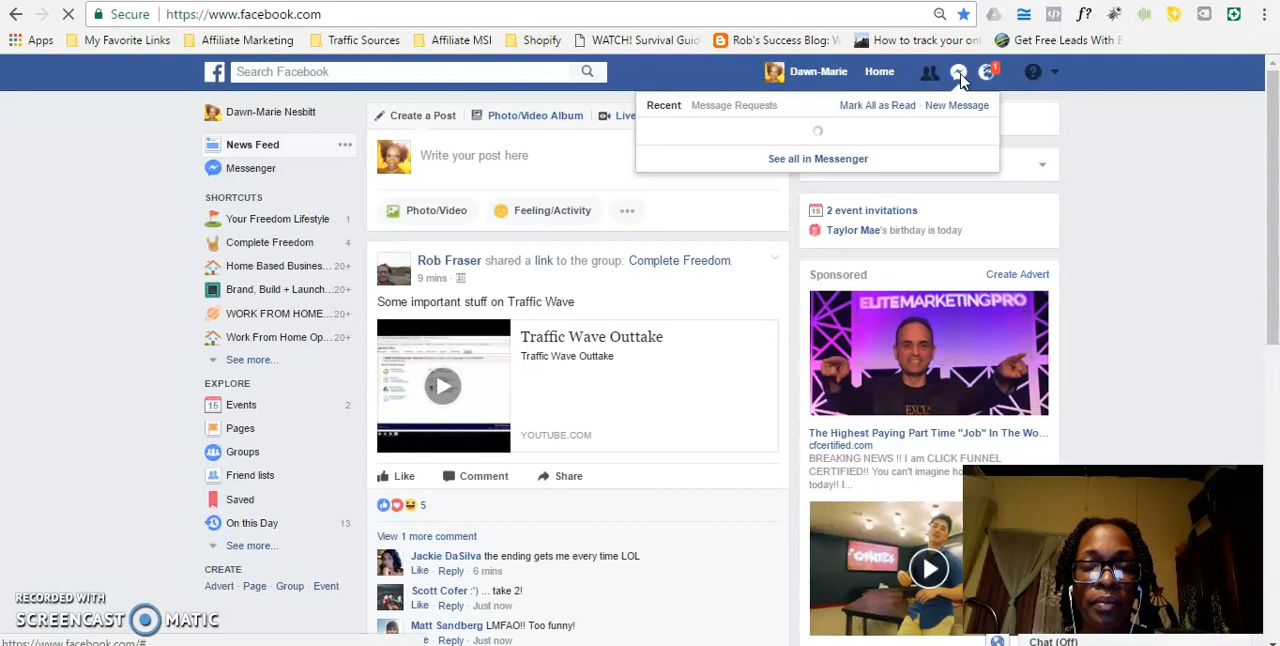 Secure https://www.facebook.com
Apps My Favorite Links Affiliate Marketing Traffic Sources Affiliate MSI Shopify WATCH! Survival Guid Rob's Success Blog: W How to track your onl Get Free Leads With E
Search Facebook Dawn-Marie Home 1
Recent Message Requests Mark All as Read · New Message
See all in Messenger
Dawn-Marie Nesbitt
News Feed
Messenger
SHORTCUTS
Your Freedom Lifestyle 1
Complete Freedom 4
Home Based Busines... 20+
Brand, Build + Launch... 20+
WORK FROM HOME... 20+
Work From Home Op... 20+
See more...
EXPLORE
Events 2
Pages
Groups
Friend lists
Saved
On this Day 13
See more...
CREATE
Advert · Page · Group · Event
Create a Post Photo/Video Album Live
Write your post here
Photo/Video Feeling/Activity
Rob Fraser shared a link to the group: Complete Freedom.
9 mins ·
Some important stuff on Traffic Wave
Traffic Wave Outtake
Traffic Wave Outtake
YOUTUBE.COM
Like Comment Share
5
View 1 more comment
Jackie DaSilva the ending gets me every time LOL
Like · Reply · 6 mins
Scott Cofer :') ... take 2!
Like · Reply · Just now
Matt Sandberg LMFAO!! Too funny!
Reply · Just now
2 event invitations
Taylor Mae's birthday is today
Sponsored Create Advert
ELITEMARKETINGPRO
The Highest Paying Part Time "Job" In The Wo...
cfcertified.com
BREAKING NEWS !! I am CLICK FUNNEL
CERTIFIED!! You can't imagine
today!! I...
Chat (Off)
RECORDED WITH
SCREENCAST MATIC
https://www.facebook.com/#